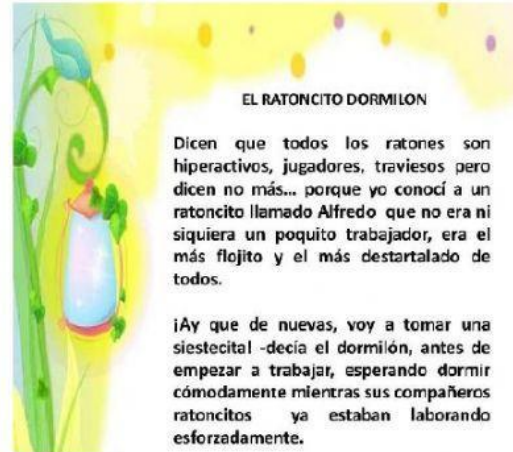 EL RATONCITO DORMILON
Dicen que todos los ratones son
hiperactivos, jugadores, traviesos pero
dicen no más... porque yo conocí a un
ratoncito llamado Alfredo que no era ni
siquiera un poquito trabajador, era el
más flojito y el más destartalado de
todos.
¡Ay que de nuevas, voy a tomar una
siestecital -decía el dormilón, antes de
empezar a trabajar, esperando dormir
cómodamente mientras sus compañeros
ratoncitos ya estaban laborando
esforzadamente.